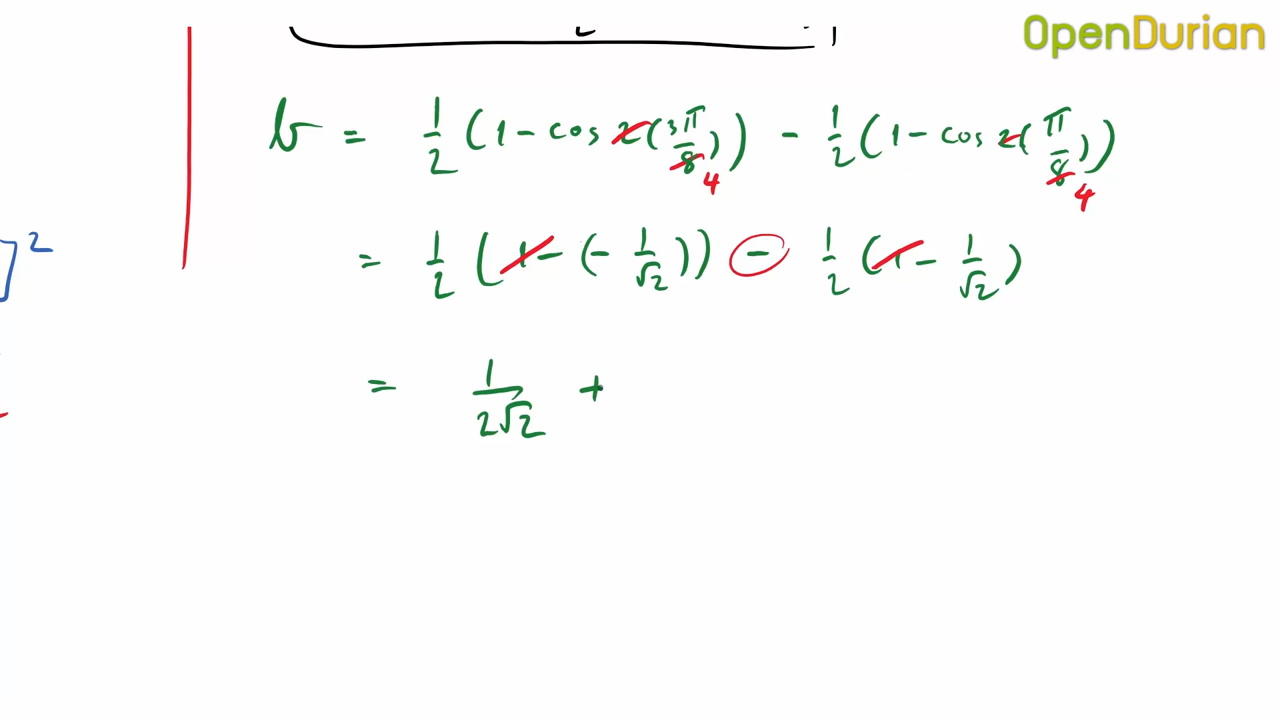 OpenDurian
b = 1/2 (1 - cos 2(3π/8)) - 1/2 (1 - cos 2(π/8))
4 4
]²
= 1/2 (1 - (- 1/√2)) - 1/2 (1 - 1/√2)
= 1/2√2 +